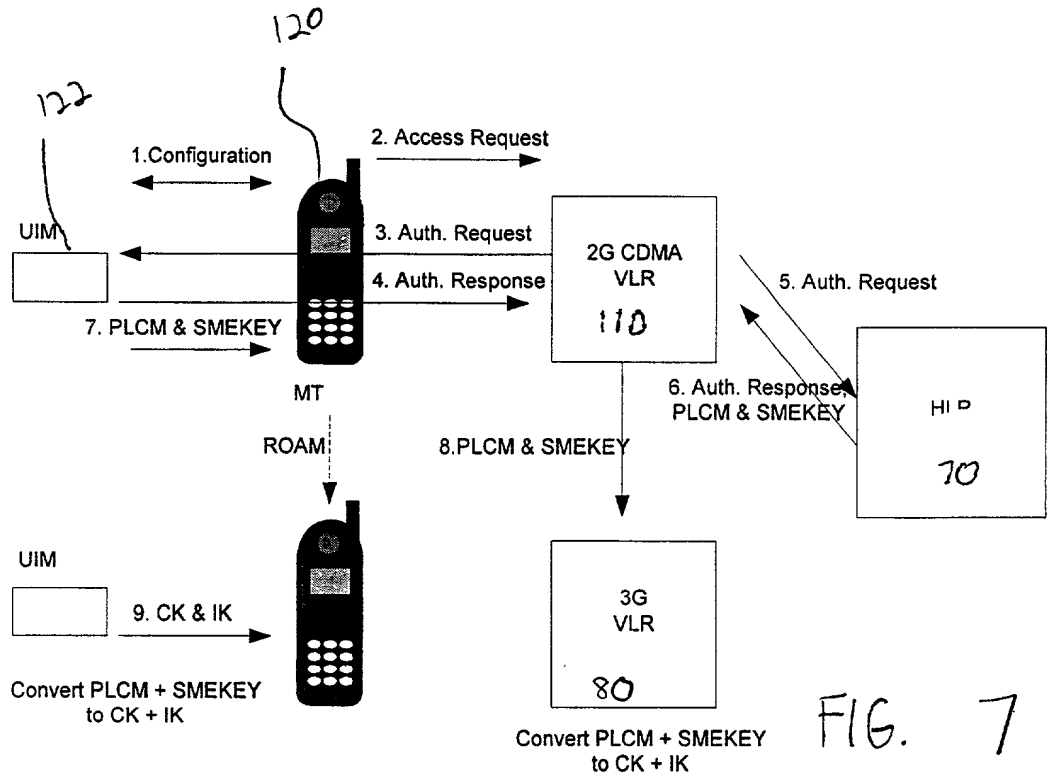 120
122
2. Access Request
1.Configuration
UIM
3. Auth. Request
2G CDMA
VLR
110
4. Auth. Response
5. Auth. Request
7. PLCM & SMEKEY
MT
6. Auth. Response,
PLCM & SMEKEY
70
ROAM
8.PLCM & SMEKEY
UIM
9. CK & IK
3G
VLR
80
Convert PLCM + SMEKEY
to CK + IK
Convert PLCM + SMEKEY
to CK + IK
FIG. 7